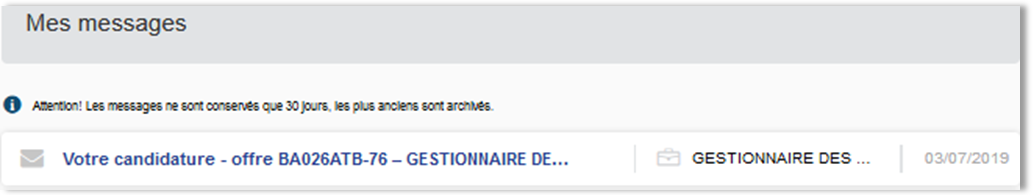 Mes messages
Attention! Les messages ne sont conservés que 30 jours, les plus anciens sont archivés.
Votre candidature - offre BA026ATB-76 – GESTIONNAIRE DE... GESTIONNAIRE DES ... 03/07/2019